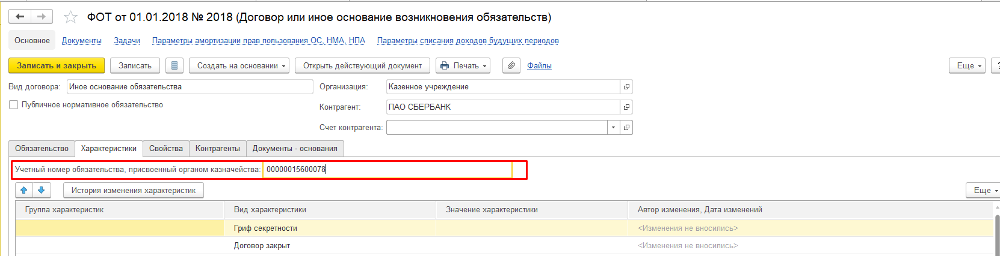 ФОТ от 01.01.2018 № 2018 (Договор или иное основание возникновения обязательств)
Основное Документы Задачи Параметры амортизации прав пользования ОС, НМА, НПА Параметры списания доходов будущих периодов
Записать и закрыть Записать Создать на основании Открыть действующий документ Печать Файлы Еще ?
Вид договора: Иное основание обязательства Организация: Казенное учреждение
Публичное нормативное обязательство Контрагент: ПАО СБЕРБАНК
Счет контрагента:
Обязательство Характеристики Свойства Контрагенты Документы - основания
Учетный номер обязательства, присвоенный органом казначейства: 00000015600078
История изменения характеристик Еще
Группа характеристик Вид характеристики Значение характеристики Автор изменения, Дата изменений
Гриф секретности <Изменения не вносились>
Договор закрыт <Изменения не вносились>